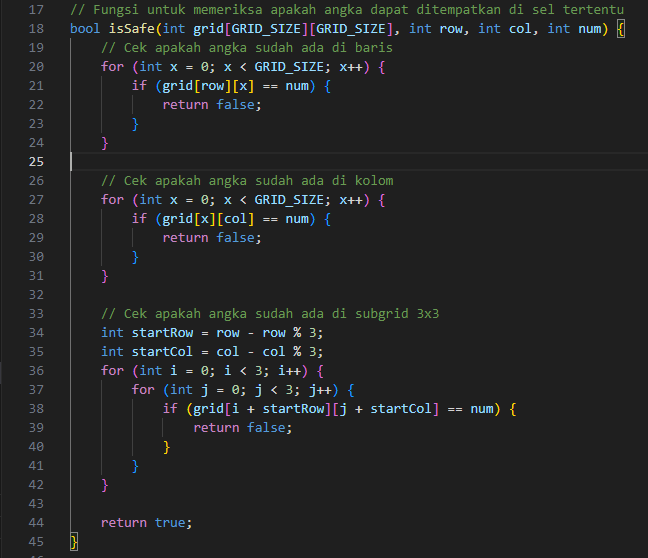 17 // Fungsi untuk memeriksa apakah angka dapat ditempatkan di sel tertentu
18 bool isSafe(int grid[GRID_SIZE][GRID_SIZE], int row, int col, int num) {
19     // Cek apakah angka sudah ada di baris
20     for (int x = 0; x < GRID_SIZE; x++) {
21         if (grid[row][x] == num) {
22             return false;
23         }
24     }
25
26     // Cek apakah angka sudah ada di kolom
27     for (int x = 0; x < GRID_SIZE; x++) {
28         if (grid[x][col] == num) {
29             return false;
30         }
31     }
32
33     // Cek apakah angka sudah ada di subgrid 3x3
34     int startRow = row - row % 3;
35     int startCol = col - col % 3;
36     for (int i = 0; i < 3; i++) {
37         for (int j = 0; j < 3; j++) {
38             if (grid[i + startRow][j + startCol] == num) {
39                 return false;
40             }
41         }
42     }
43
44     return true;
45 }